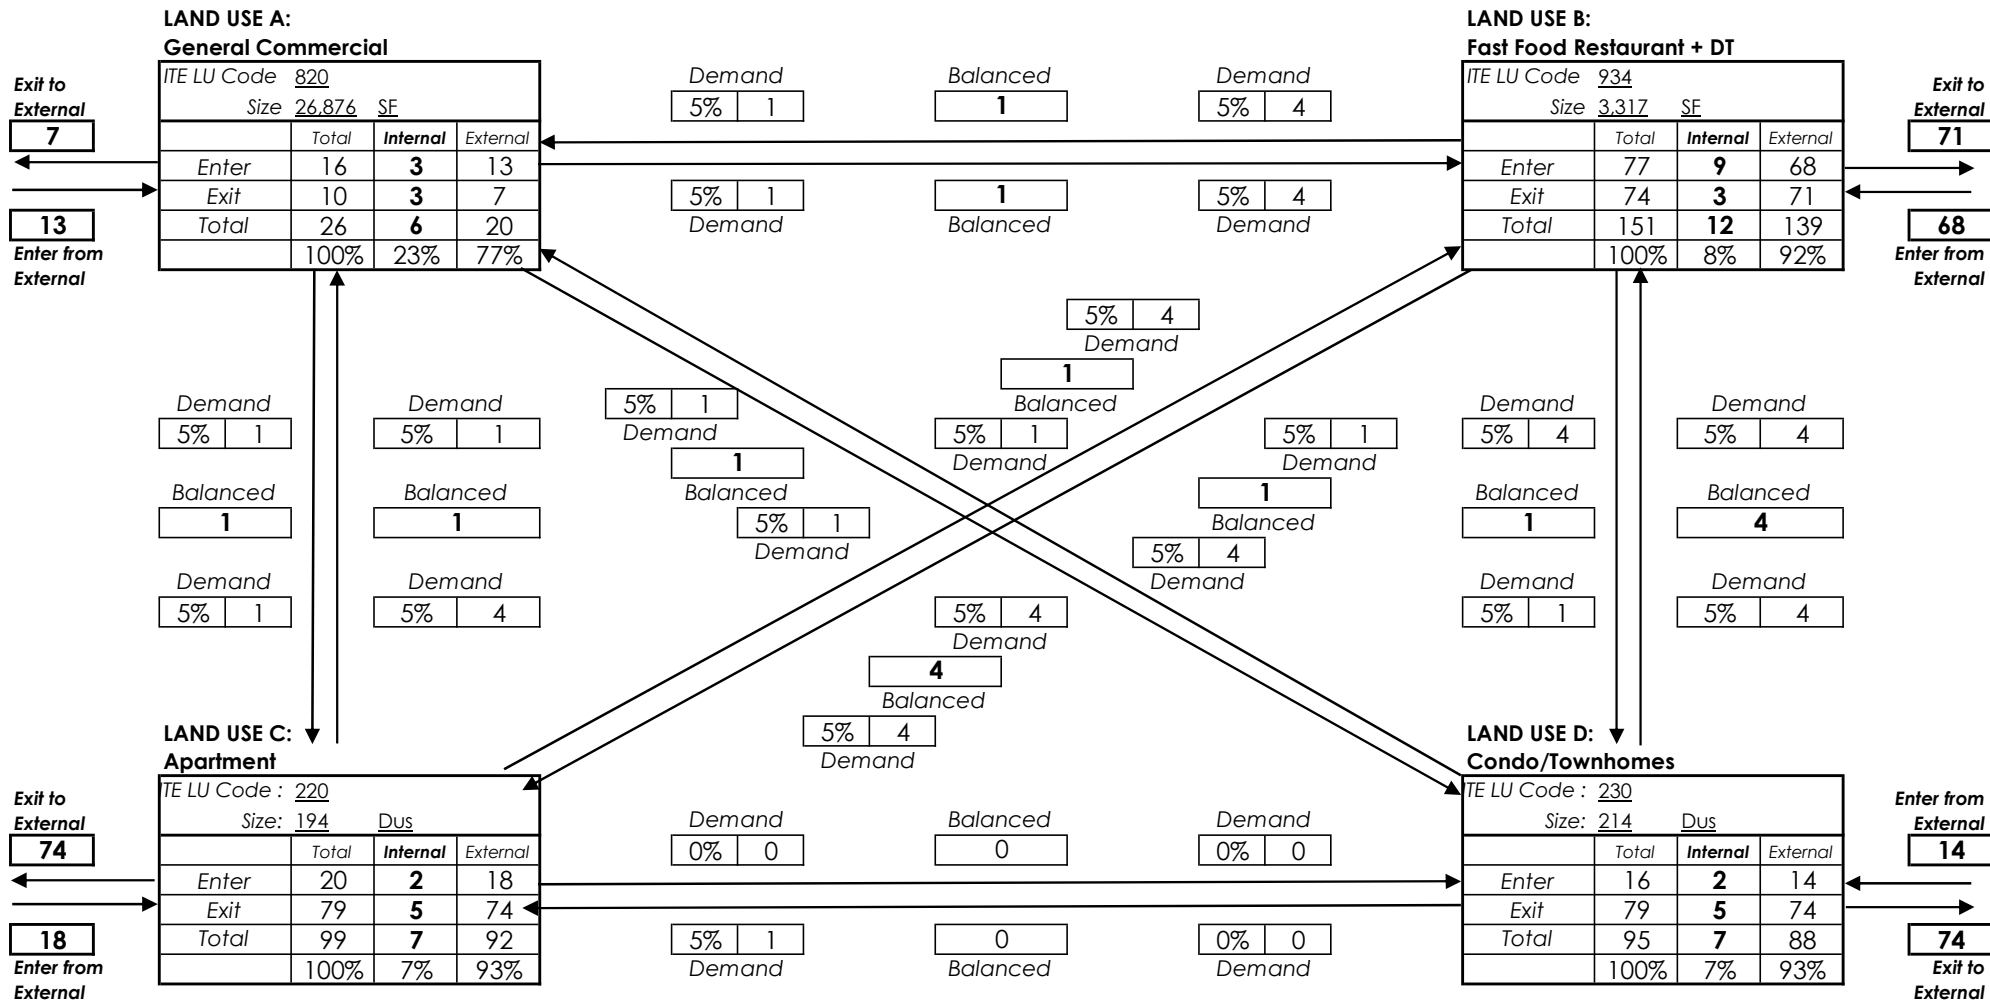 LAND USE A:
General Commercial
LAND USE B:
Fast Food Restaurant + DT
Exit to
External
7
13
Enter from
External
ITE LU Code 820
Size 26,876 SF
Total Internal External
Enter 16 3 13
Exit 10 3 7
Total 26 6 20
100% 23% 77%
Demand Balanced Demand
5% 1 1 5% 4
5% 1 1 5% 4
Demand Balanced Demand
ITE LU Code 934
Size 3,317 SF
Total Internal External
Enter 77 9 68
Exit 74 3 71
Total 151 12 139
100% 8% 92%
Exit to
External
71
68
Enter from
External
Demand Demand
5% 1 5% 1
Balanced Balanced
1 1
Demand Demand
5% 1 5% 4
5% 1
Demand
1
Balanced
5% 1
Demand
5% 4
Demand
1
Balanced
5% 1
Demand
5% 1
Demand
1
Balanced
5% 4
Demand
5% 4
Demand
4
Balanced
5% 4
Demand
Demand Demand
5% 4 5% 4
Balanced Balanced
1 4
Demand Demand
5% 1 5% 4
LAND USE C:
Apartment
LAND USE D:
Condo/Townhomes
Exit to
External
74
18
Enter from
External
ITE LU Code : 220
Size: 194 Dus
Total Internal External
Enter 20 2 18
Exit 79 5 74
Total 99 7 92
100% 7% 93%
Demand Balanced Demand
0% 0 0 0% 0
5% 1 0 0% 0
Demand Balanced Demand
ITE LU Code : 230
Size: 214 Dus
Total Internal External
Enter 16 2 14
Exit 79 5 74
Total 95 7 88
100% 7% 93%
Enter from
External
14
74
Exit to
External